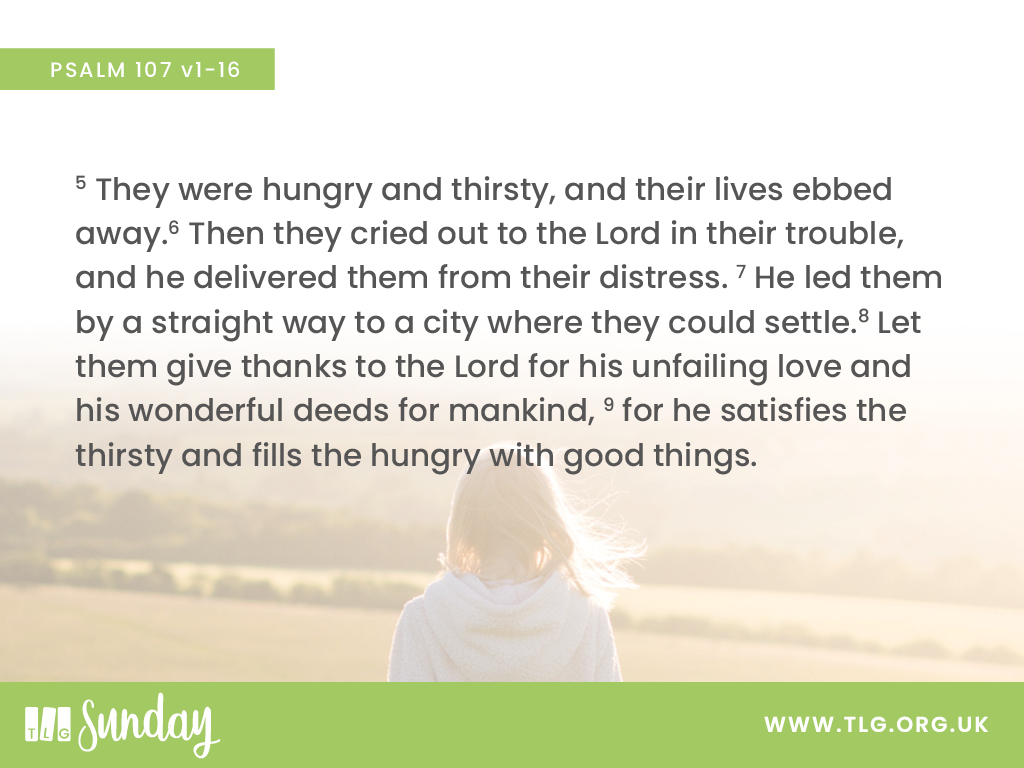 PSALM 107 v1-16
⁵ They were hungry and thirsty, and their lives ebbed
away.⁶ Then they cried out to the Lord in their trouble,
and he delivered them from their distress. ⁷ He led them
by a straight way to a city where they could settle.⁸ Let
them give thanks to the Lord for his unfailing love and
his wonderful deeds for mankind, ⁹ for he satisfies the
thirsty and fills the hungry with good things.
TLG Sunday
WWW.TLG.ORG.UK